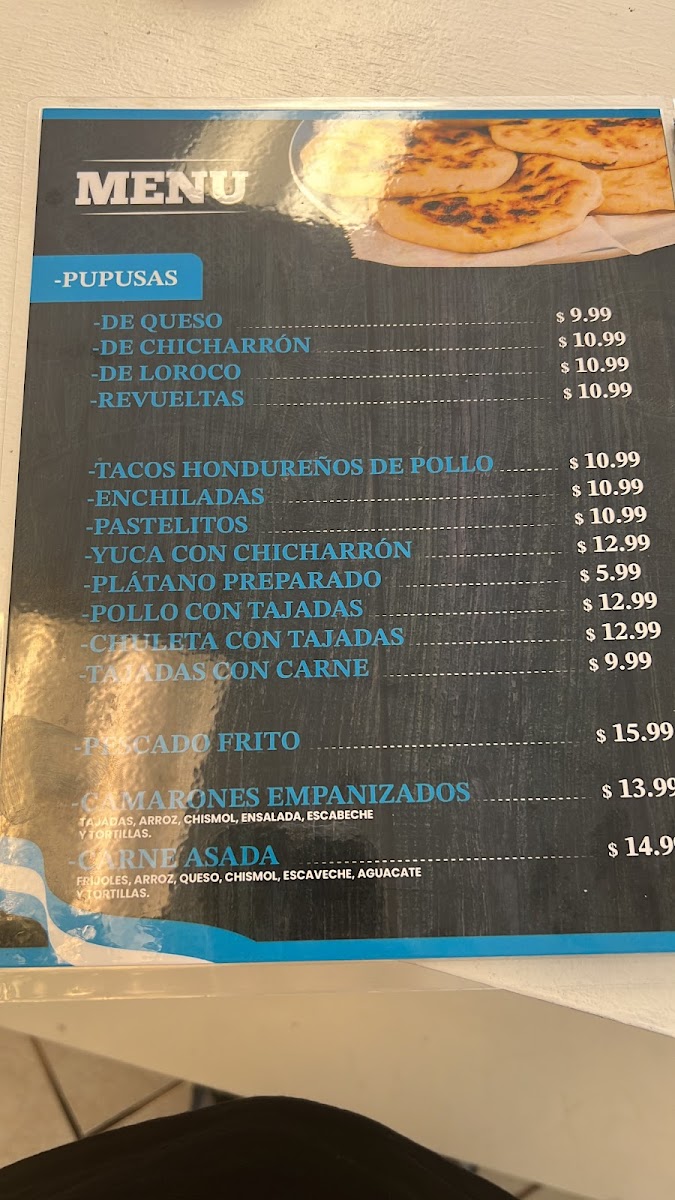 MENU
-PUPUSAS
-DE QUESO $ 9.99
-DE CHICHARRÓN $ 10.99
-DE LOROCO $ 10.99
-REVUELTAS $ 10.99
-TACOS HONDUREÑOS DE POLLO $ 10.99
-ENCHILADAS $ 10.99
-PASTELITOS $ 10.99
-YUCA CON CHICHARRÓN $ 12.99
-PLÁTANO PREPARADO $ 5.99
-POLLO CON TAJADAS $ 12.99
-CHULETA CON TAJADAS $ 12.99
-TAJADAS CON CARNE $ 9.99
-PESCADO FRITO $ 15.99
-CAMARONES EMPANIZADOS $ 13.99
TAJADAS, ARROZ, CHISMOL, ENSALADA, ESCABECHE
Y TORTILLAS.
-CARNE ASADA $ 14.9
FRIJOLES, ARROZ, QUESO, CHISMOL, ESCAVECHE, AGUACATE
Y TORTILLAS.